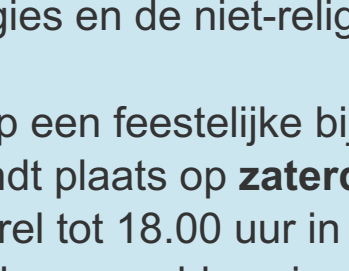 gies en de niet-relig
p een feestelijke bij
ndt plaats op zaterd
rel tot 18.00 uur in